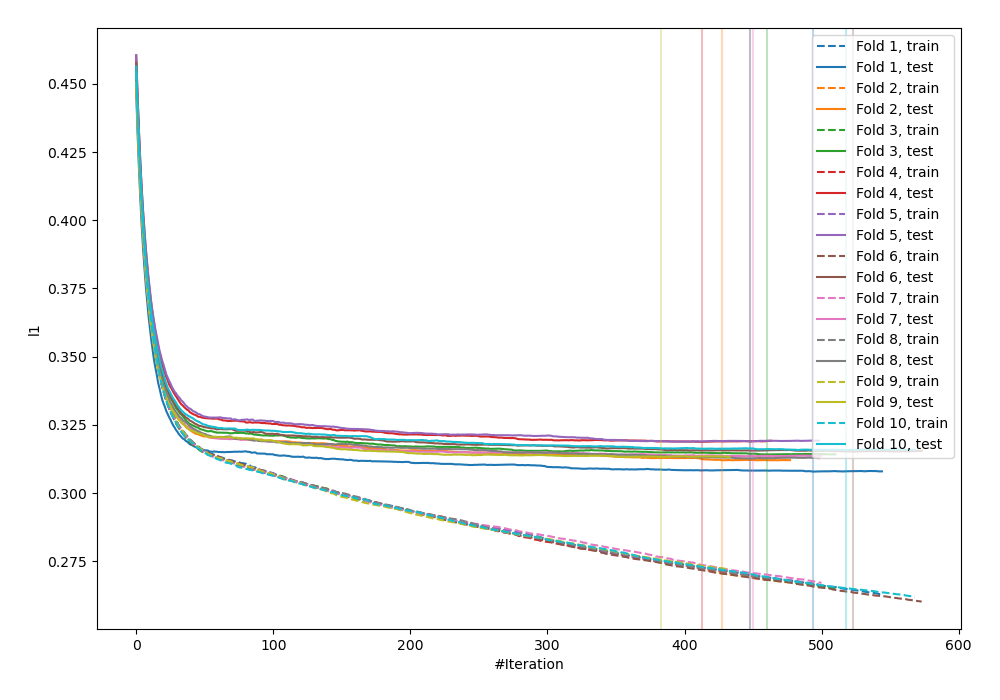 0.450
0.425
0.400
0.375
0.350
0.325
0.300
0.275
l1
0
100
200
300
400
500
600
#Iteration
Fold 1, train
Fold 1, test
Fold 2, train
Fold 2, test
Fold 3, train
Fold 3, test
Fold 4, train
Fold 4, test
Fold 5, train
Fold 5, test
Fold 6, train
Fold 6, test
Fold 7, train
Fold 7, test
Fold 8, train
Fold 8, test
Fold 9, train
Fold 9, test
Fold 10, train
Fold 10, test